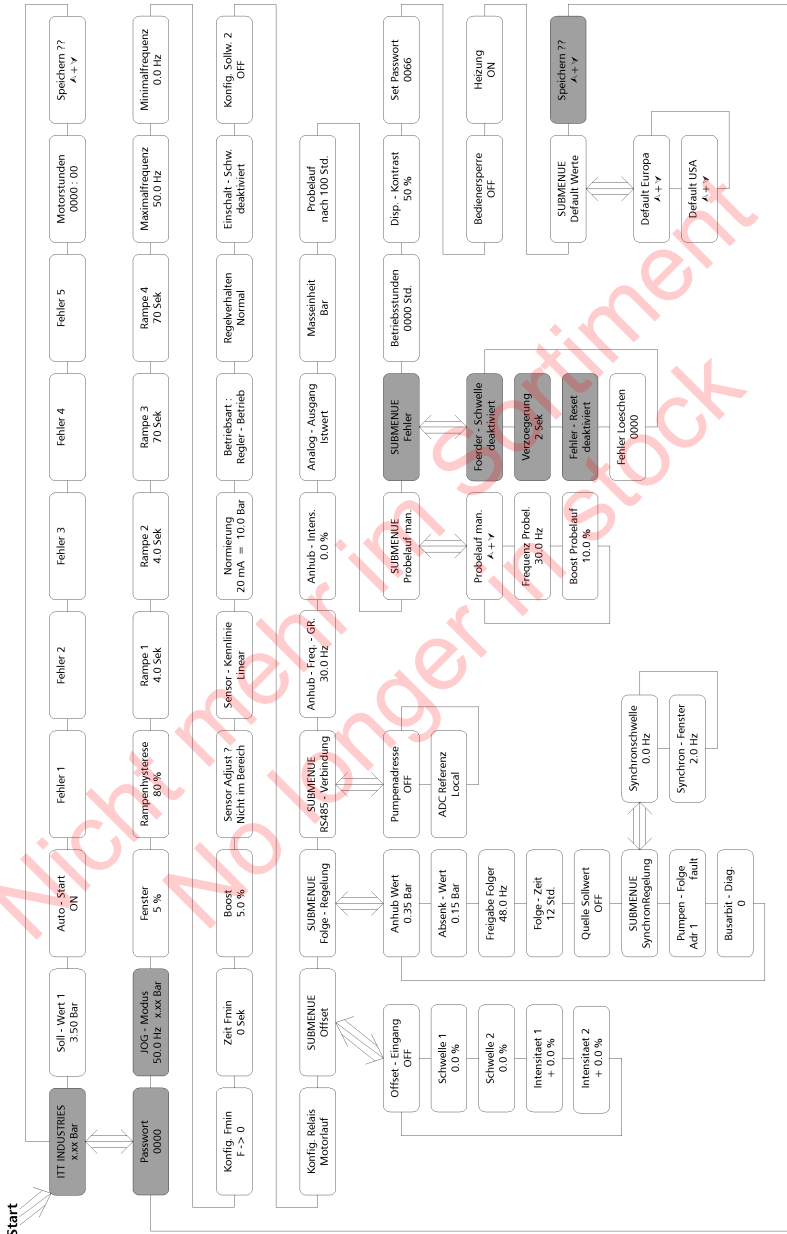 Start
ITT INDUSTRIES
x.xx Bar
Soll - Wert 1
3.50 Bar
Auto - Start
ON
Fehler 1
Fehler 2
Fehler 3
Fehler 4
Fehler 5
Motorstunden
0000 : 00
Speichern ??
⋏ + ⋎
Passwort
0000
JOG - Modus
50.0 Hz x.xx Bar
Fenster
5 %
Rampenhysterese
80 %
Rampe 1
4.0 Sek
Rampe 2
4.0 Sek
Rampe 3
70 Sek
Rampe 4
70 Sek
Maximalfrequenz
50.0 Hz
Minimalfrequenz
0.0 Hz
Konfig. Fmin
F -> 0
Zeit Fmin
0 Sek
Boost
5.0 %
Sensor Adjust ?
Nicht im Bereich
Sensor - Kennlinie
Linear
Normierung
20 mA = 10.0 Bar
Betriebsart :
Regler - Betrieb
Regelverhalten
Normal
Einschalt - Schw.
deaktiviert
Konfig. Sollw. 2
OFF
Konfig. Relais
Motorlauf
SUBMENUE
Offset
SUBMENUE
Folge - Regelung
SUBMENUE
RS485 - Verbindung
Anhub - Freq. - GR.
30.0 Hz
Anhub - Intens.
0.0 %
Analog - Ausgang
Istwert
Masseinheit
Bar
Probelauf
nach 100 Std.
Offset - Eingang
OFF
Schwelle 1
0.0 %
Schwelle 2
0.0 %
Intensitaet 1
+ 0.0 %
Intensitaet 2
+ 0.0 %
Anhub Wert
0.35 Bar
Absenk - Wert
0.15 Bar
Freigabe Folger
48.0 Hz
Folge - Zeit
12 Std.
Quelle Sollwert
OFF
SUBMENUE
SynchronRegelung
Pumpen - Folge
Adr 1 fault
Busarbit - Diag.
0
Pumpenadresse
OFF
ADC Referenz
Local
Synchronschwelle
0.0 Hz
Synchron - Fenster
2.0 Hz
SUBMENUE
Probelauf man.
SUBMENUE
Fehler
Betriebsstunden
0000 Std.
Disp. - Kontrast
50 %
Set Passwort
0066
Probelauf man.
⋏ + ⋎
Frequenz Probel.
30.0 Hz
Boost Probelauf
10.0 %
Foerder - Schwelle
deaktiviert
Verzoegerung
2 Sek
Fehler - Reset
deaktiviert
Fehler Loeschen
0000
Bedienersperre
OFF
Heizung
ON
SUBMENUE
Default Werte
Speichern ??
⋏ + ⋎
Default Europa
⋏ + ⋎
Default USA
⋏ + ⋎
Nicht mehr im Sortiment
No longer in stock